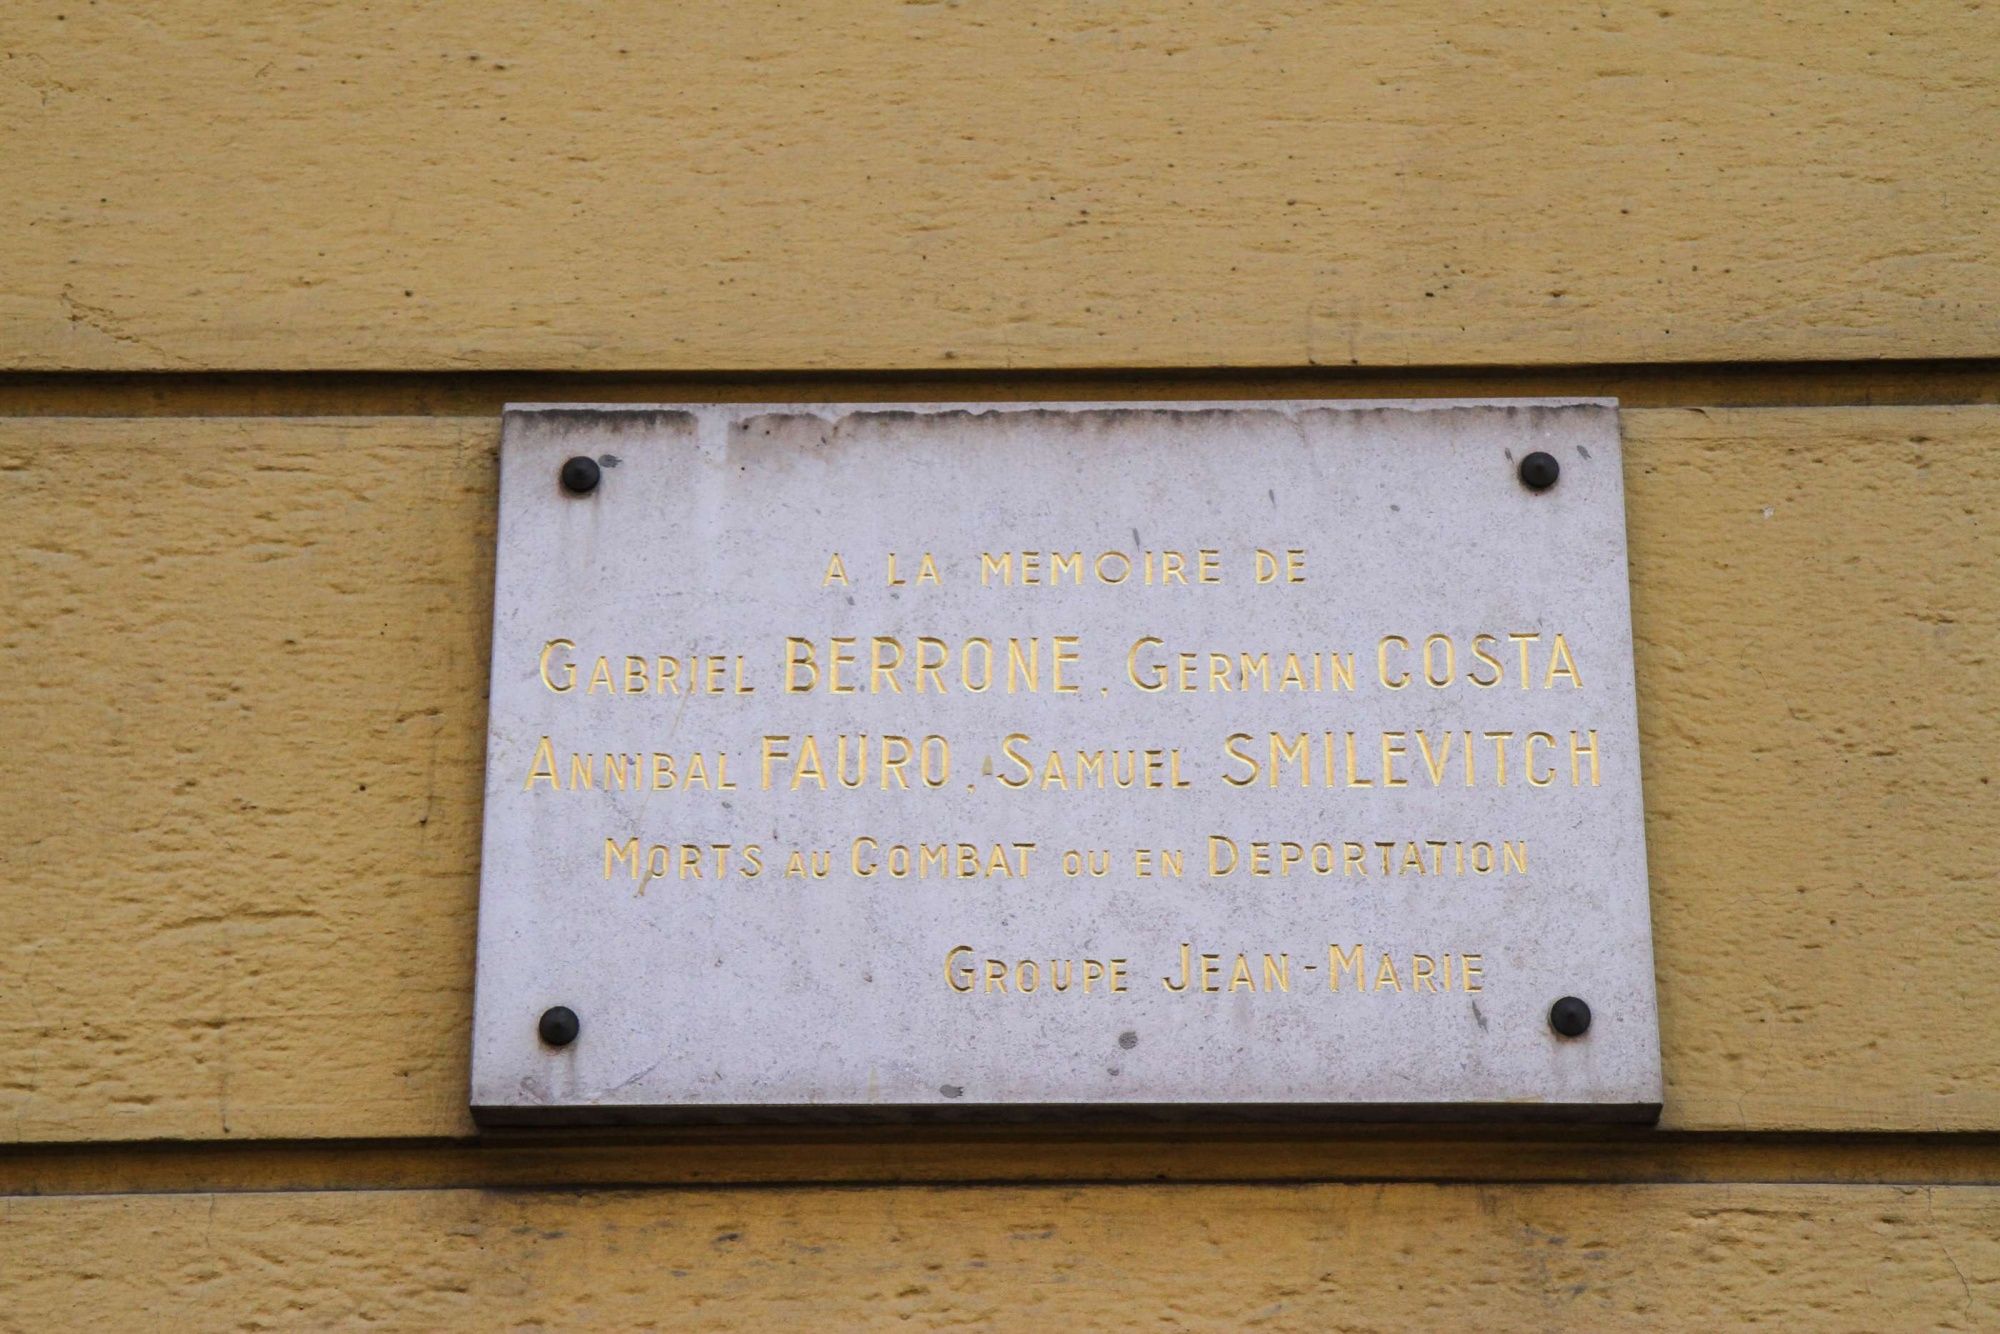 A LA MEMOIRE DE
GABRIEL BERRONE, GERMAIN COSTA
ANNIBAL FAURO, SAMUEL SMILEVITCH
MORTS AU COMBAT OU EN DEPORTATION
GROUPE JEAN-MARIE